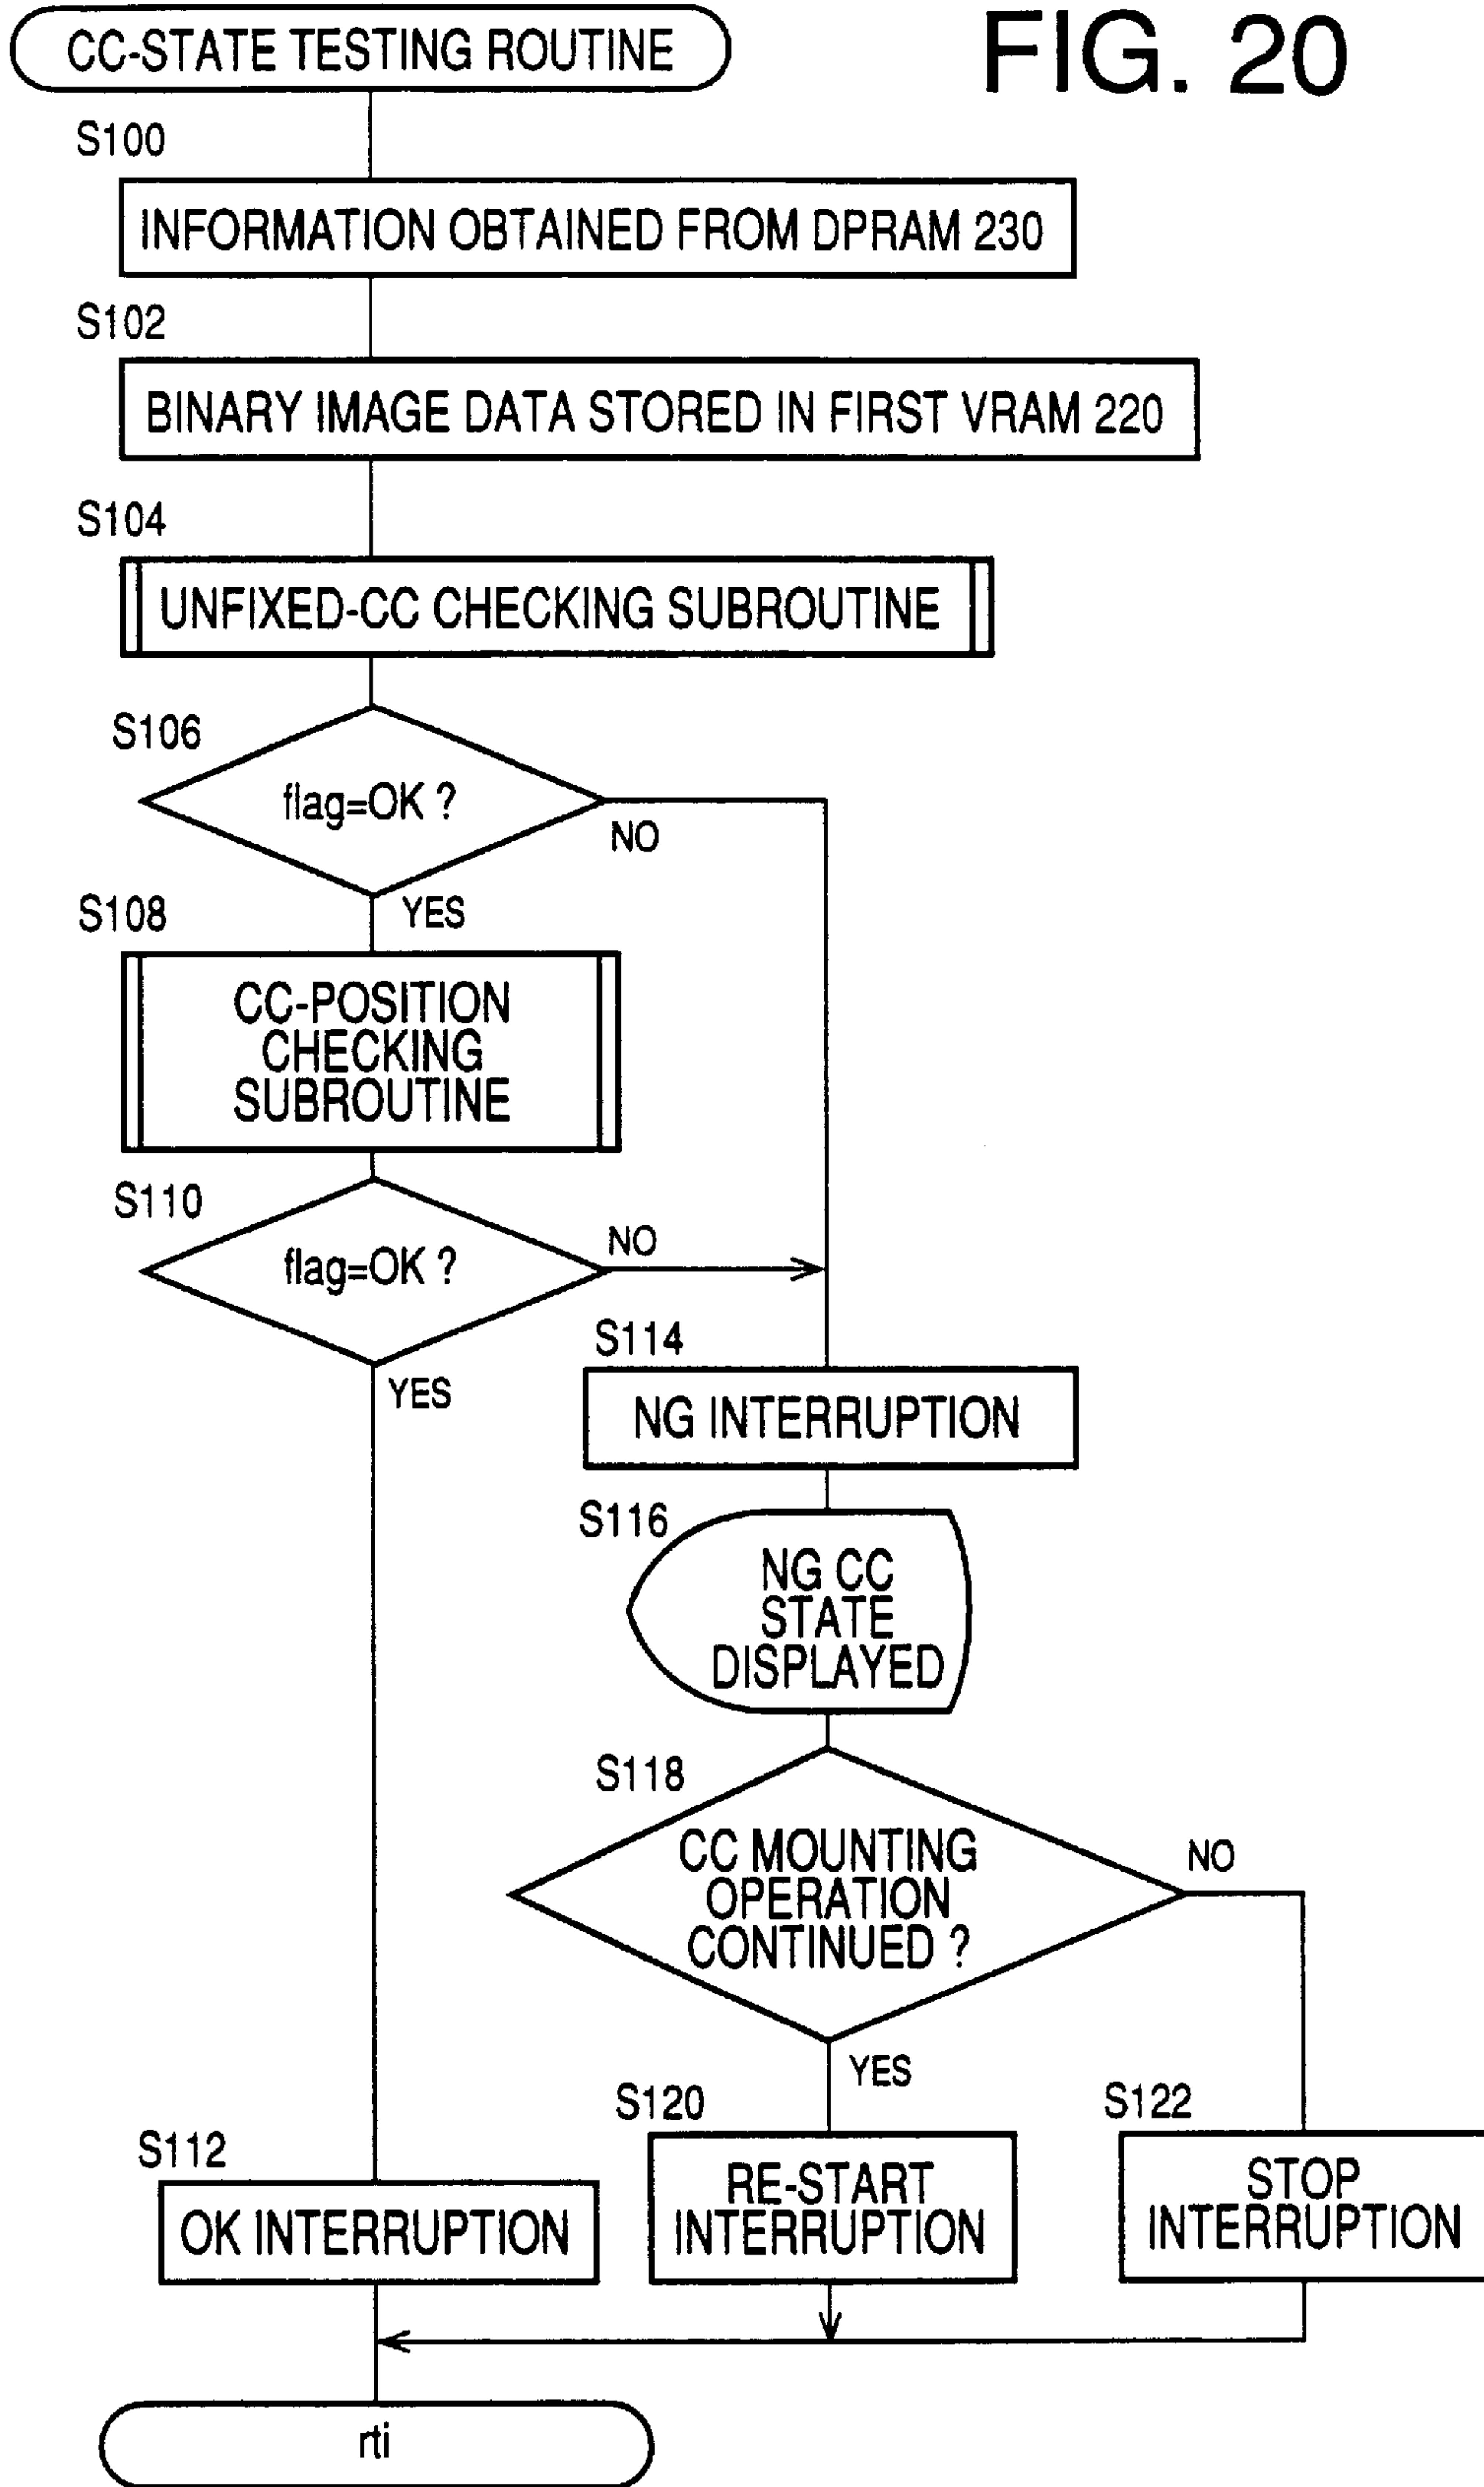 CC-STATE TESTING ROUTINE
FIG. 20
S100
INFORMATION OBTAINED FROM DPRAM 230
S102
BINARY IMAGE DATA STORED IN FIRST VRAM 220
S104
UNFIXED-CC CHECKING SUBROUTINE
S106
flag=OK ?
NO
YES
S108
CC-POSITION
CHECKING
SUBROUTINE
S110
flag=OK ?
NO
YES
S114
NG INTERRUPTION
S116
NG CC
STATE
DISPLAYED
S118
CC MOUNTING
OPERATION
CONTINUED ?
NO
YES
S120
RE-START
INTERRUPTION
S122
STOP
INTERRUPTION
S112
OK INTERRUPTION
rti